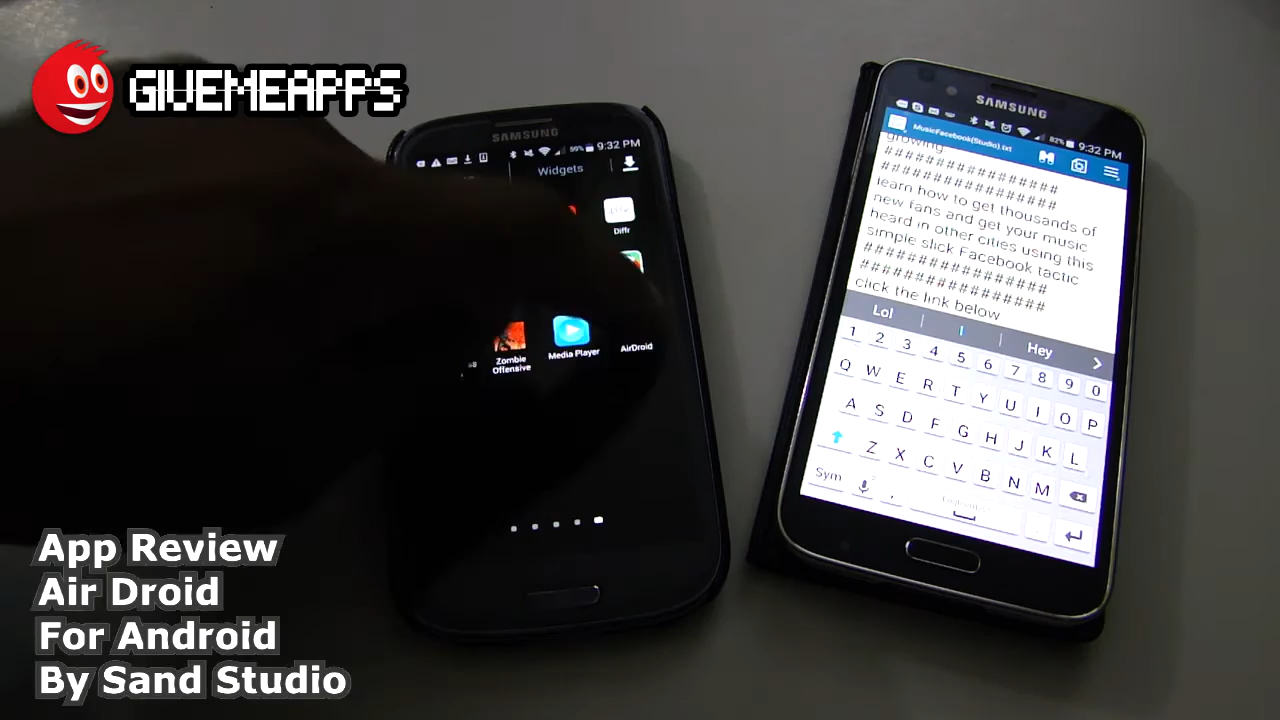 GIVEMEAPPS
SAMSUNG
59% 9:32 PM
Widgets
Diffr
Zombie
Offensive
Media Player
AirDroid
SAMSUNG
82% 9:32 PM
MusicFacebook(Studio).txt
growing
################
################
learn how to get thousands of
new fans and get your music
heard in other cities using this
simple slick Facebook tactic
################
################
click the link below
Lol I Hey
1 2 3 4 5 6 7 8 9 0
Q W E R T Y U I O P
A S D F G H J K L
Z X C V B N M
Sym , .
App Review
Air Droid
For Android
By Sand Studio